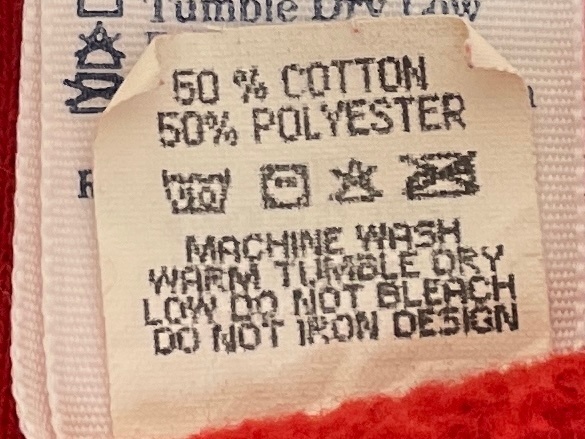 Tumble Dry Low
50 % COTTON
50% POLYESTER
MACHINE WASH
WARM TUMBLE DRY
LOW DO NOT BLEACH
DO NOT IRON DESIGN